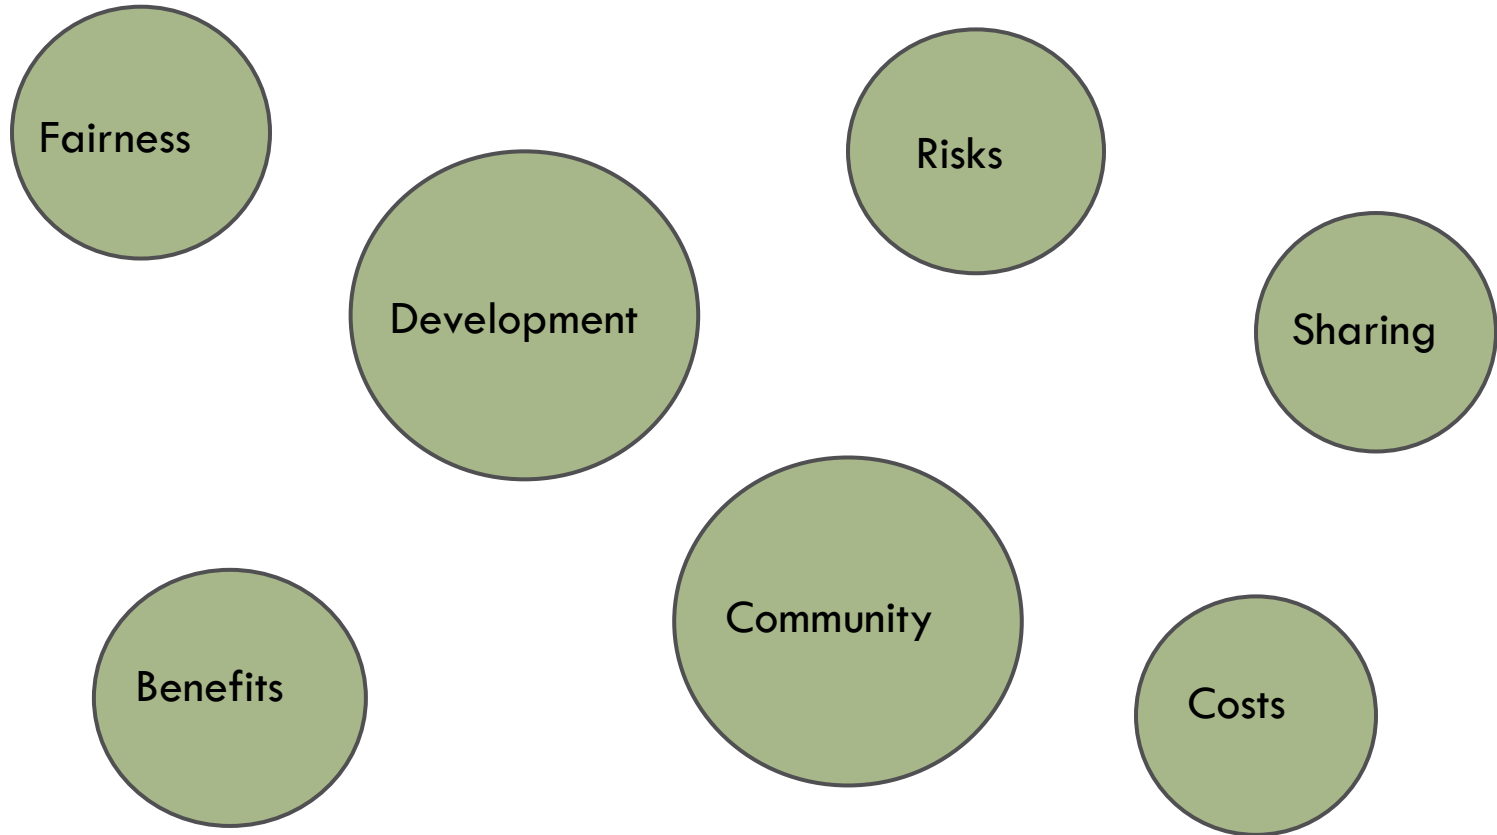 Fairness
Risks
Development
Sharing
Community
Benefits
Costs